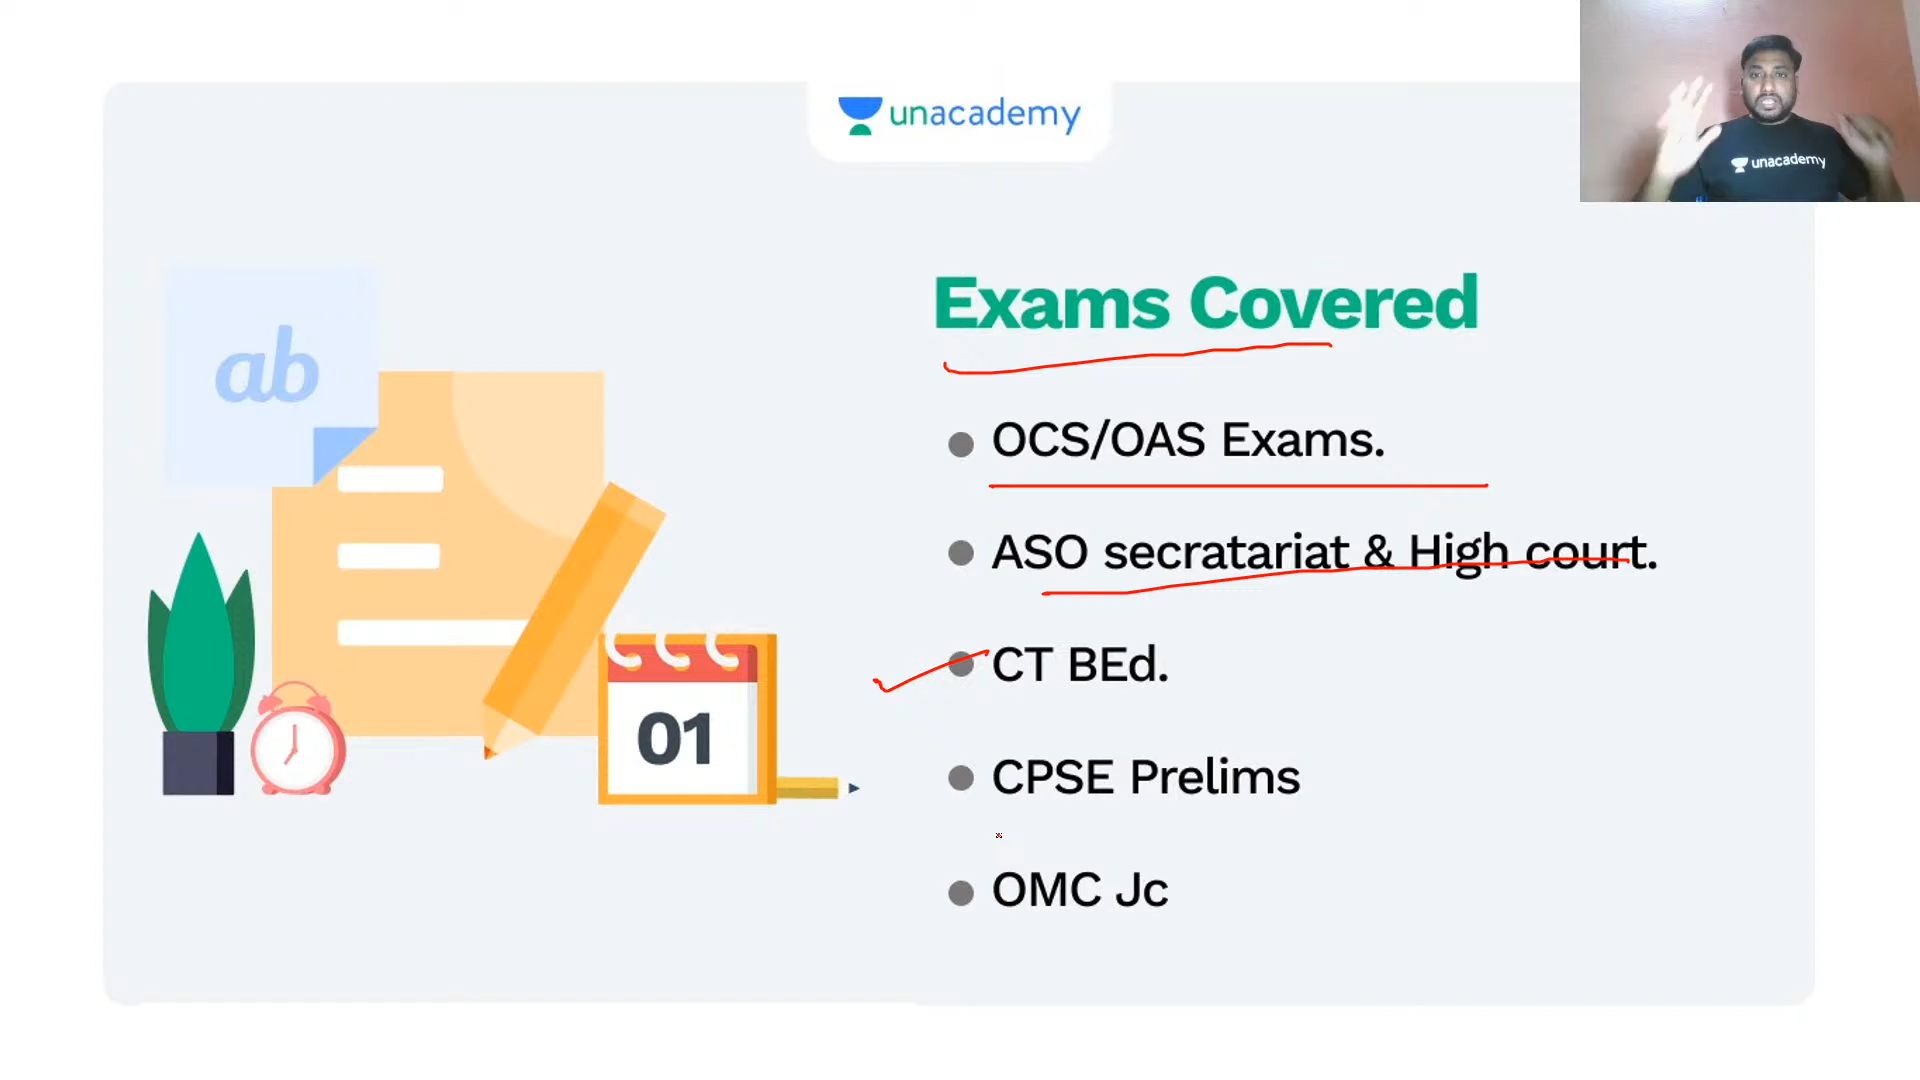 unacademy
unacademy
ab
Exams Covered
OCS/OAS Exams.
ASO secratariat & High court.
CT BEd.
01
CPSE Prelims
OMC Jc